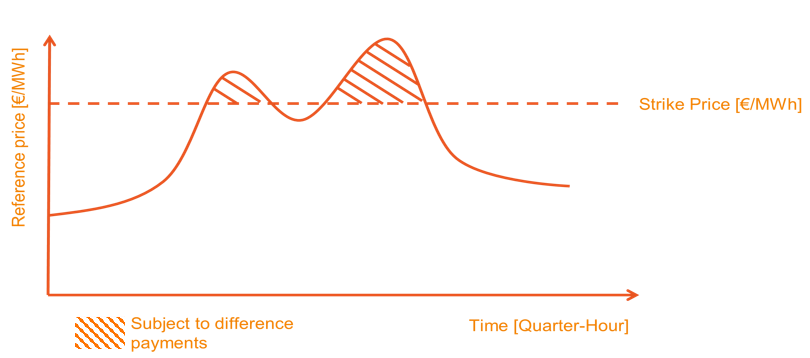 Reference price [€/MWh]
Strike Price [€/MWh]
Subject to difference
payments
Time [Quarter-Hour]